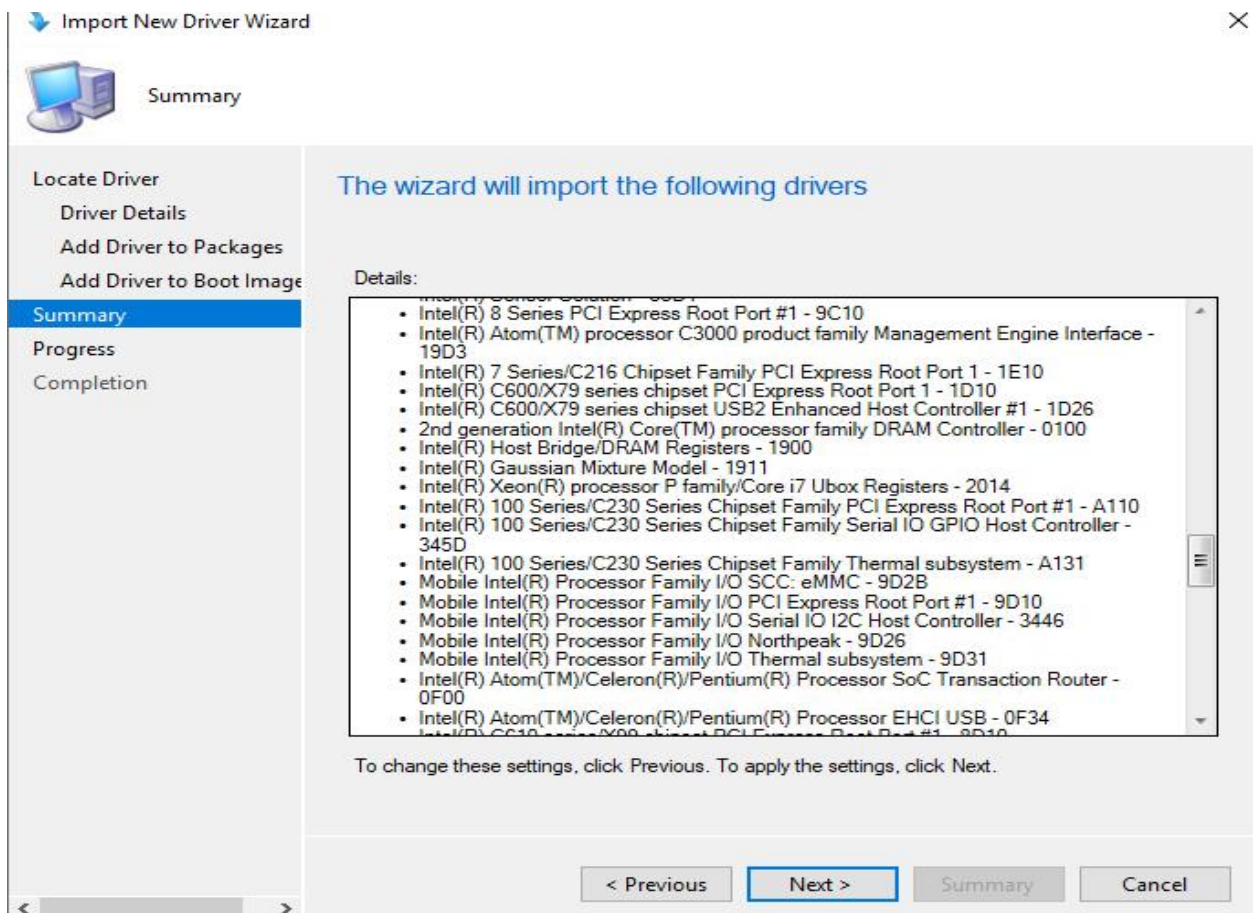 Import New Driver Wizard
Summary
Locate Driver
Driver Details
Add Driver to Packages
Add Driver to Boot Image
Summary
Progress
Completion
The wizard will import the following drivers
Details:
• Intel(R) 8 Series PCI Express Root Port #1 - 9C10
• Intel(R) Atom(TM) processor C3000 product family Management Engine Interface -
19D3
• Intel(R) 7 Series/C216 Chipset Family PCI Express Root Port 1 - 1E10
• Intel(R) C600/X79 series chipset PCI Express Root Port 1 - 1D10
• Intel(R) C600/X79 series chipset USB2 Enhanced Host Controller #1 - 1D26
• 2nd generation Intel(R) Core(TM) processor family DRAM Controller - 0100
• Intel(R) Host Bridge/DRAM Registers - 1900
• Intel(R) Gaussian Mixture Model - 1911
• Intel(R) Xeon(R) processor P family/Core i7 Ubox Registers - 2014
• Intel(R) 100 Series/C230 Series Chipset Family PCI Express Root Port #1 - A110
• Intel(R) 100 Series/C230 Series Chipset Family Serial IO GPIO Host Controller -
345D
• Intel(R) 100 Series/C230 Series Chipset Family Thermal subsystem - A131
• Mobile Intel(R) Processor Family I/O SCC: eMMC - 9D2B
• Mobile Intel(R) Processor Family I/O PCI Express Root Port #1 - 9D10
• Mobile Intel(R) Processor Family I/O Serial IO I2C Host Controller - 3446
• Mobile Intel(R) Processor Family I/O Northpeak - 9D26
• Mobile Intel(R) Processor Family I/O Thermal subsystem - 9D31
• Intel(R) Atom(TM)/Celeron(R)/Pentium(R) Processor SoC Transaction Router -
0F00
• Intel(R) Atom(TM)/Celeron(R)/Pentium(R) Processor EHCI USB - 0F34
To change these settings, click Previous. To apply the settings, click Next.
< Previous
Next >
Summary
Cancel